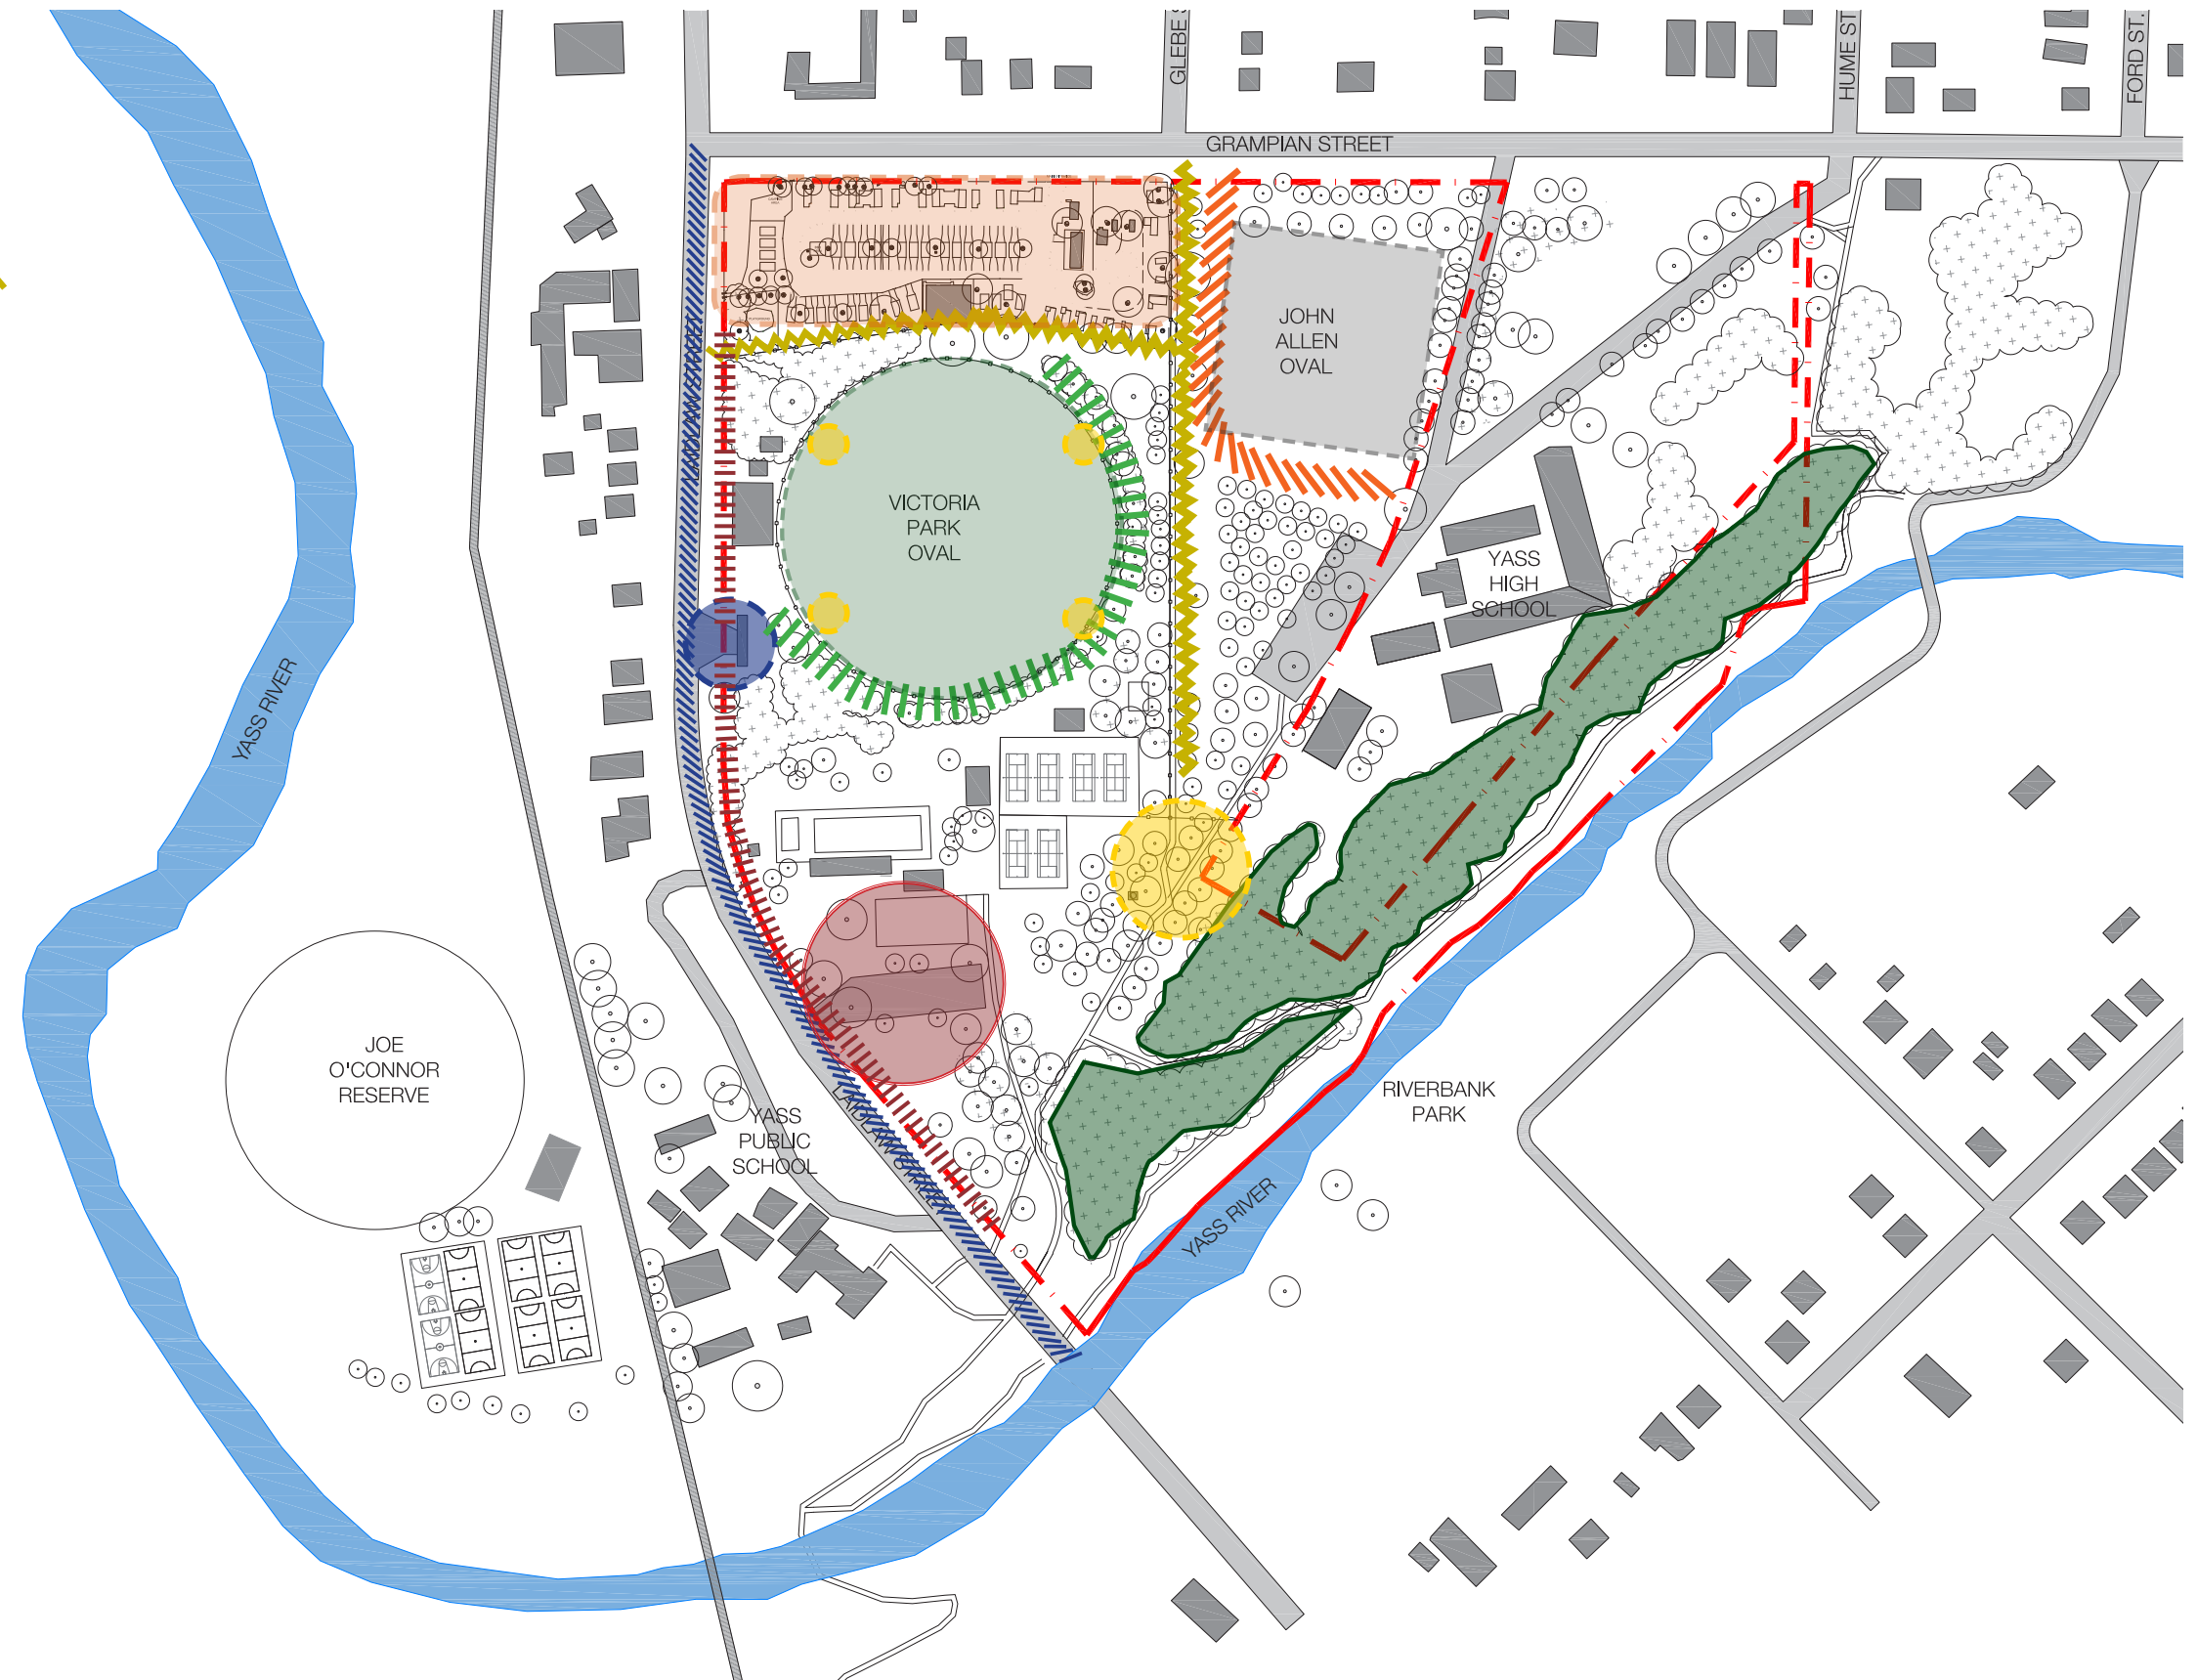 GLEBE S
HUME ST
FORD ST.
GRAMPIAN STREET
JOHN
ALLEN
OVAL
VICTORIA
PARK
OVAL
YASS
HIGH
SCHOOL
YASS RIVER
JOE
O'CONNOR
RESERVE
YASS
PUBLIC
SCHOOL
RIVERBANK
PARK
YASS RIVER